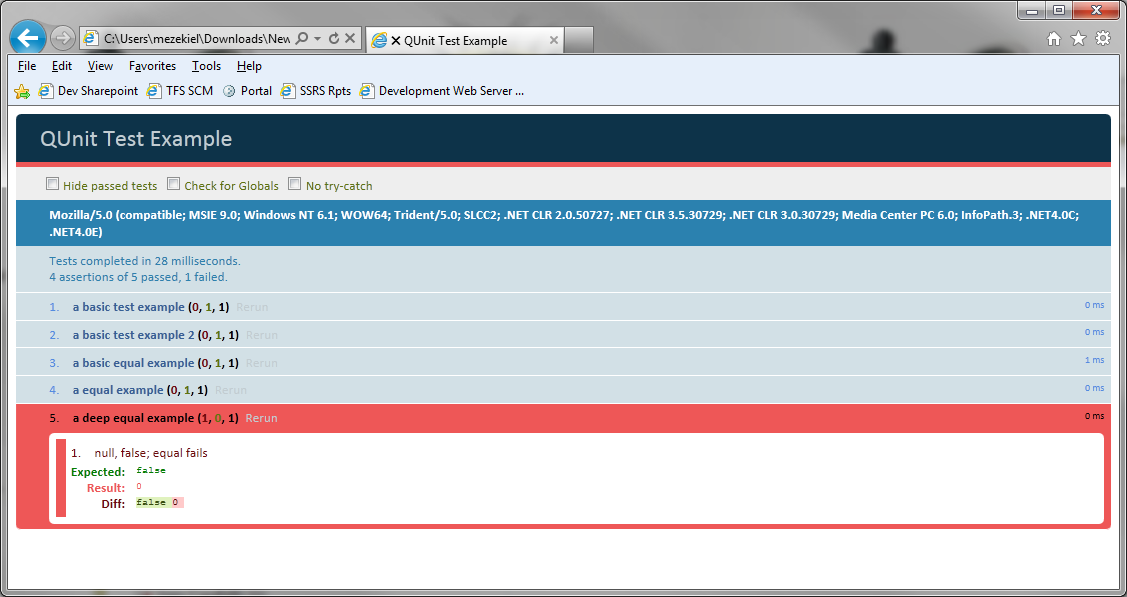 C:\Users\mezekiel\Downloads\New
QUnit Test Example
File Edit View Favorites Tools Help
Dev Sharepoint TFS SCM Portal SSRS Rpts Development Web Server ...
QUnit Test Example
Hide passed tests Check for Globals No try-catch
Mozilla/5.0 (compatible; MSIE 9.0; Windows NT 6.1; WOW64; Trident/5.0; SLCC2; .NET CLR 2.0.50727; .NET CLR 3.5.30729; .NET CLR 3.0.30729; Media Center PC 6.0; InfoPath.3; .NET4.0C;
.NET4.0E)
Tests completed in 28 milliseconds.
4 assertions of 5 passed, 1 failed.
1. a basic test example (0, 1, 1) Rerun 0 ms
2. a basic test example 2 (0, 1, 1) Rerun 0 ms
3. a basic equal example (0, 1, 1) Rerun 1 ms
4. a equal example (0, 1, 1) Rerun 0 ms
5. a deep equal example (1, 0, 1) Rerun 0 ms
1. null, false; equal fails
Expected: false
Result: 0
Diff: false 0